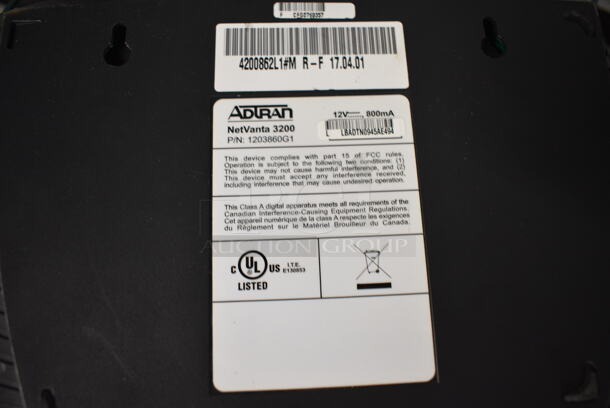 4200862L1#M R-F 17.04.01
ADTRAN
NetVanta 3200
P/N: 1203860G1
12V 800mA
LBADTN0945AE494
This device complies with part 15 of FCC rules.
Operation is subject to the following two conditions: (1)
This device may not cause harmful interference, and (2)
This device must accept any interference received,
including interference that may cause undesired operation.
This Class A digital apparatus meets all requirements of the
Canadian Interference-Causing Equipment Regulations.
Cet appareil numérique de la class A respecte les exigences
du Règlement sur le Matériel Brouilleur du Canada.
AUCTION GROUP
C UL US
LISTED
I.T.E.
E130853